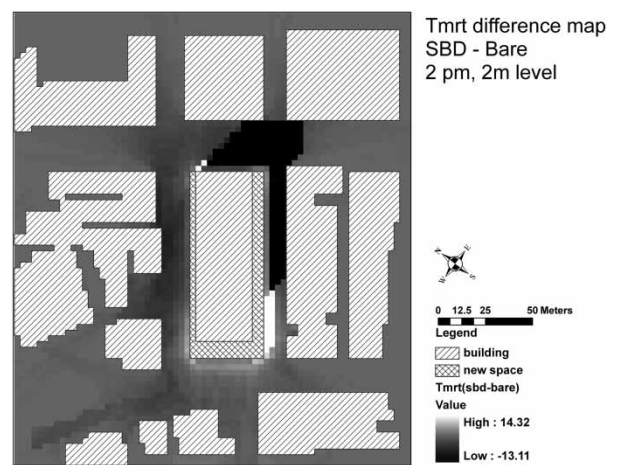 Tmrt difference map
SBD - Bare
2 pm, 2m level
N E
W S
0 12.5 25 50 Meters
Legend
building
new space
Tmrt(sbd-bare)
Value
High : 14.32
Low : -13.11